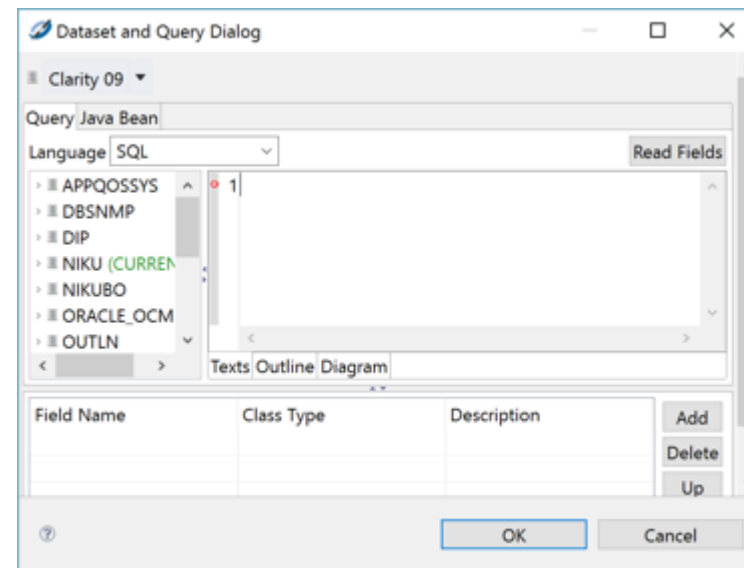 Dataset and Query Dialog
Clarity 09
Query Java Bean
Language SQL Read Fields
APPQOSSYS
DBSNMP
DIP
NIKU (CURREN
NIKUBO
ORACLE_OCM
OUTLN
1
Texts Outline Diagram
Field Name Class Type Description
Add
Delete
Up
OK Cancel